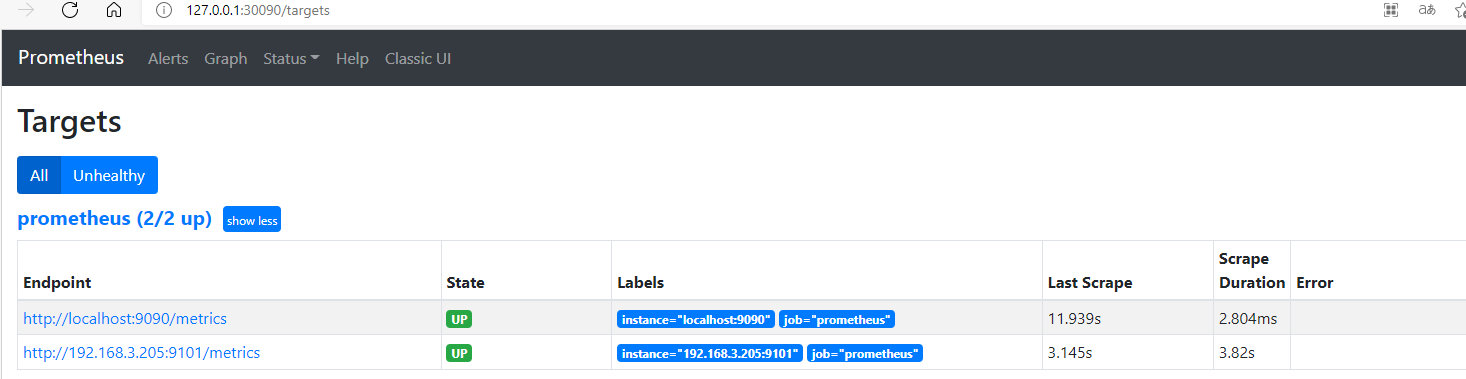 127.0.0.1:30090/targets
Prometheus Alerts Graph Status Help Classic UI
Targets
All Unhealthy
prometheus (2/2 up) show less
Endpoint State Labels Last Scrape Scrape Duration Error
http://localhost:9090/metrics UP instance="localhost:9090" job="prometheus" 11.939s 2.804ms
http://192.168.3.205:9101/metrics UP instance="192.168.3.205:9101" job="prometheus" 3.145s 3.82s